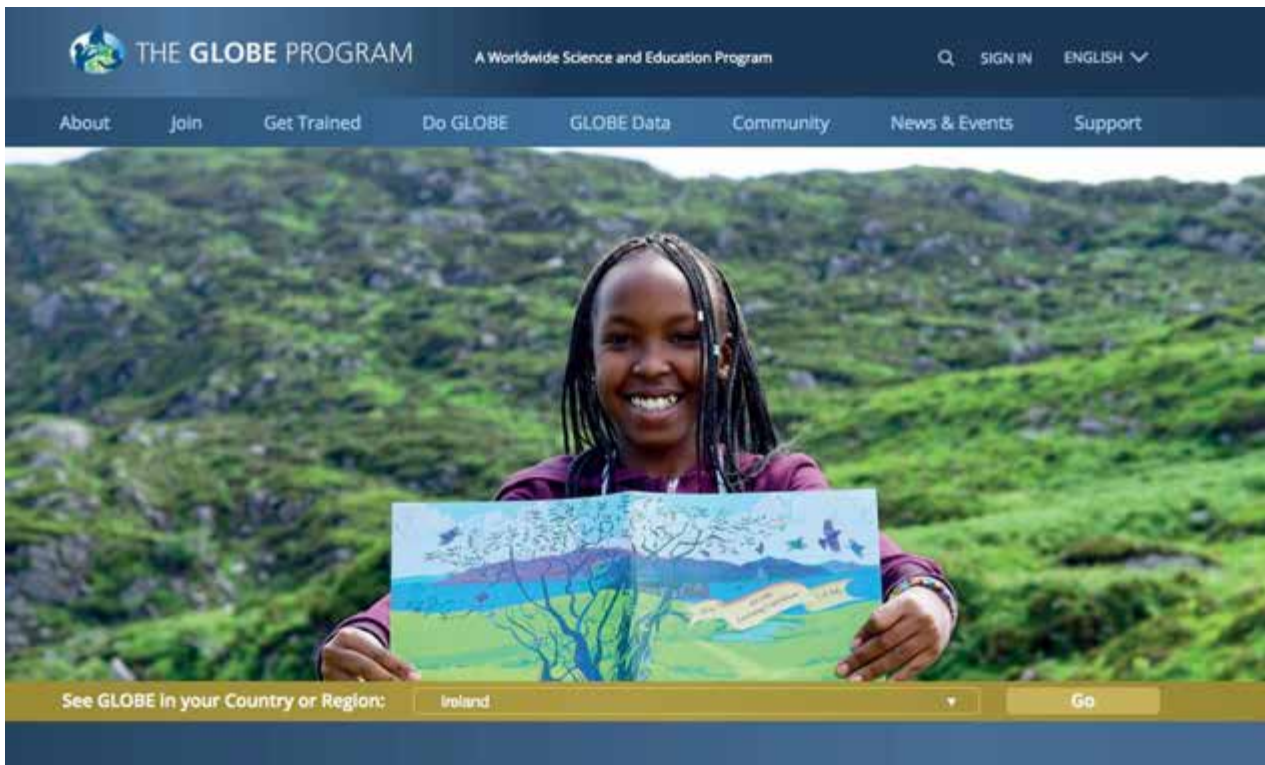 THE GLOBE PROGRAM
A Worldwide Science and Education Program
SIGN IN
ENGLISH
About
Join
Get Trained
Do GLOBE
GLOBE Data
Community
News & Events
Support
See GLOBE in your Country or Region:
Ireland
Go